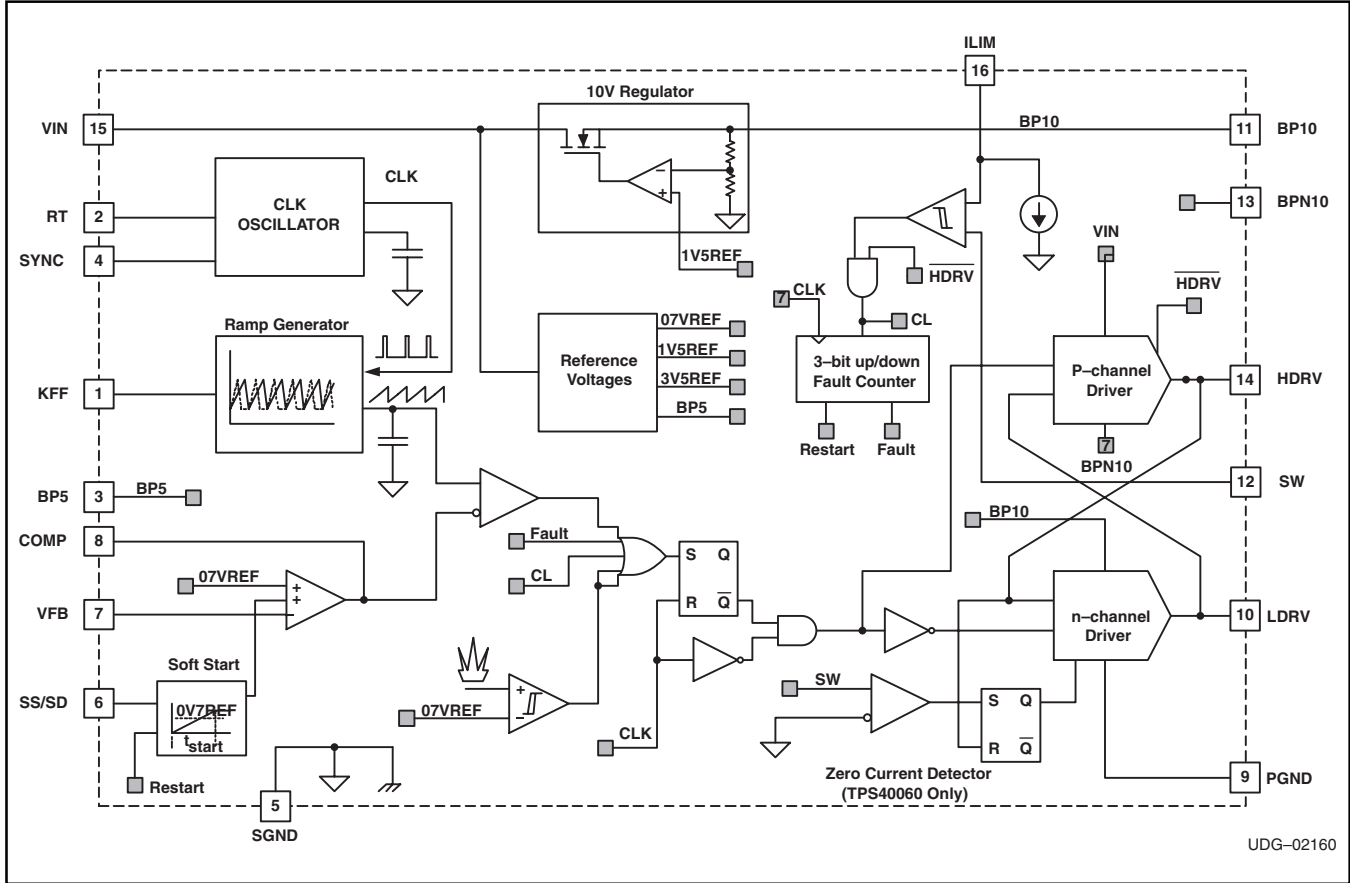 ILIM
16
10V Regulator
VIN
15
BP10
11
BP10
CLK
CLK
OSCILLATOR
RT
2
SYNC
4
13
BPN10
VIN
1V5REF
HDRV
HDRV
7
CLK
Ramp Generator
07VREF
CL
1V5REF
Reference
Voltages
3–bit up/down
Fault Counter
3V5REF
BP5
KFF
1
P–channel
Driver
14
HDRV
Restart
Fault
7
BPN10
BP5
3
BP5
12
SW
COMP
8
Fault
BP10
07VREF
CL
S
Q
R
Q
VFB
7
n–channel
Driver
10
LDRV
Soft Start
SS/SD
6
0V7REF
tstart
+
+
–
+
–
–
+
07VREF
SW
S
Q
R
Q
CLK
Restart
Zero Current Detector
(TPS40060 Only)
9
PGND
5
SGND
UDG–02160